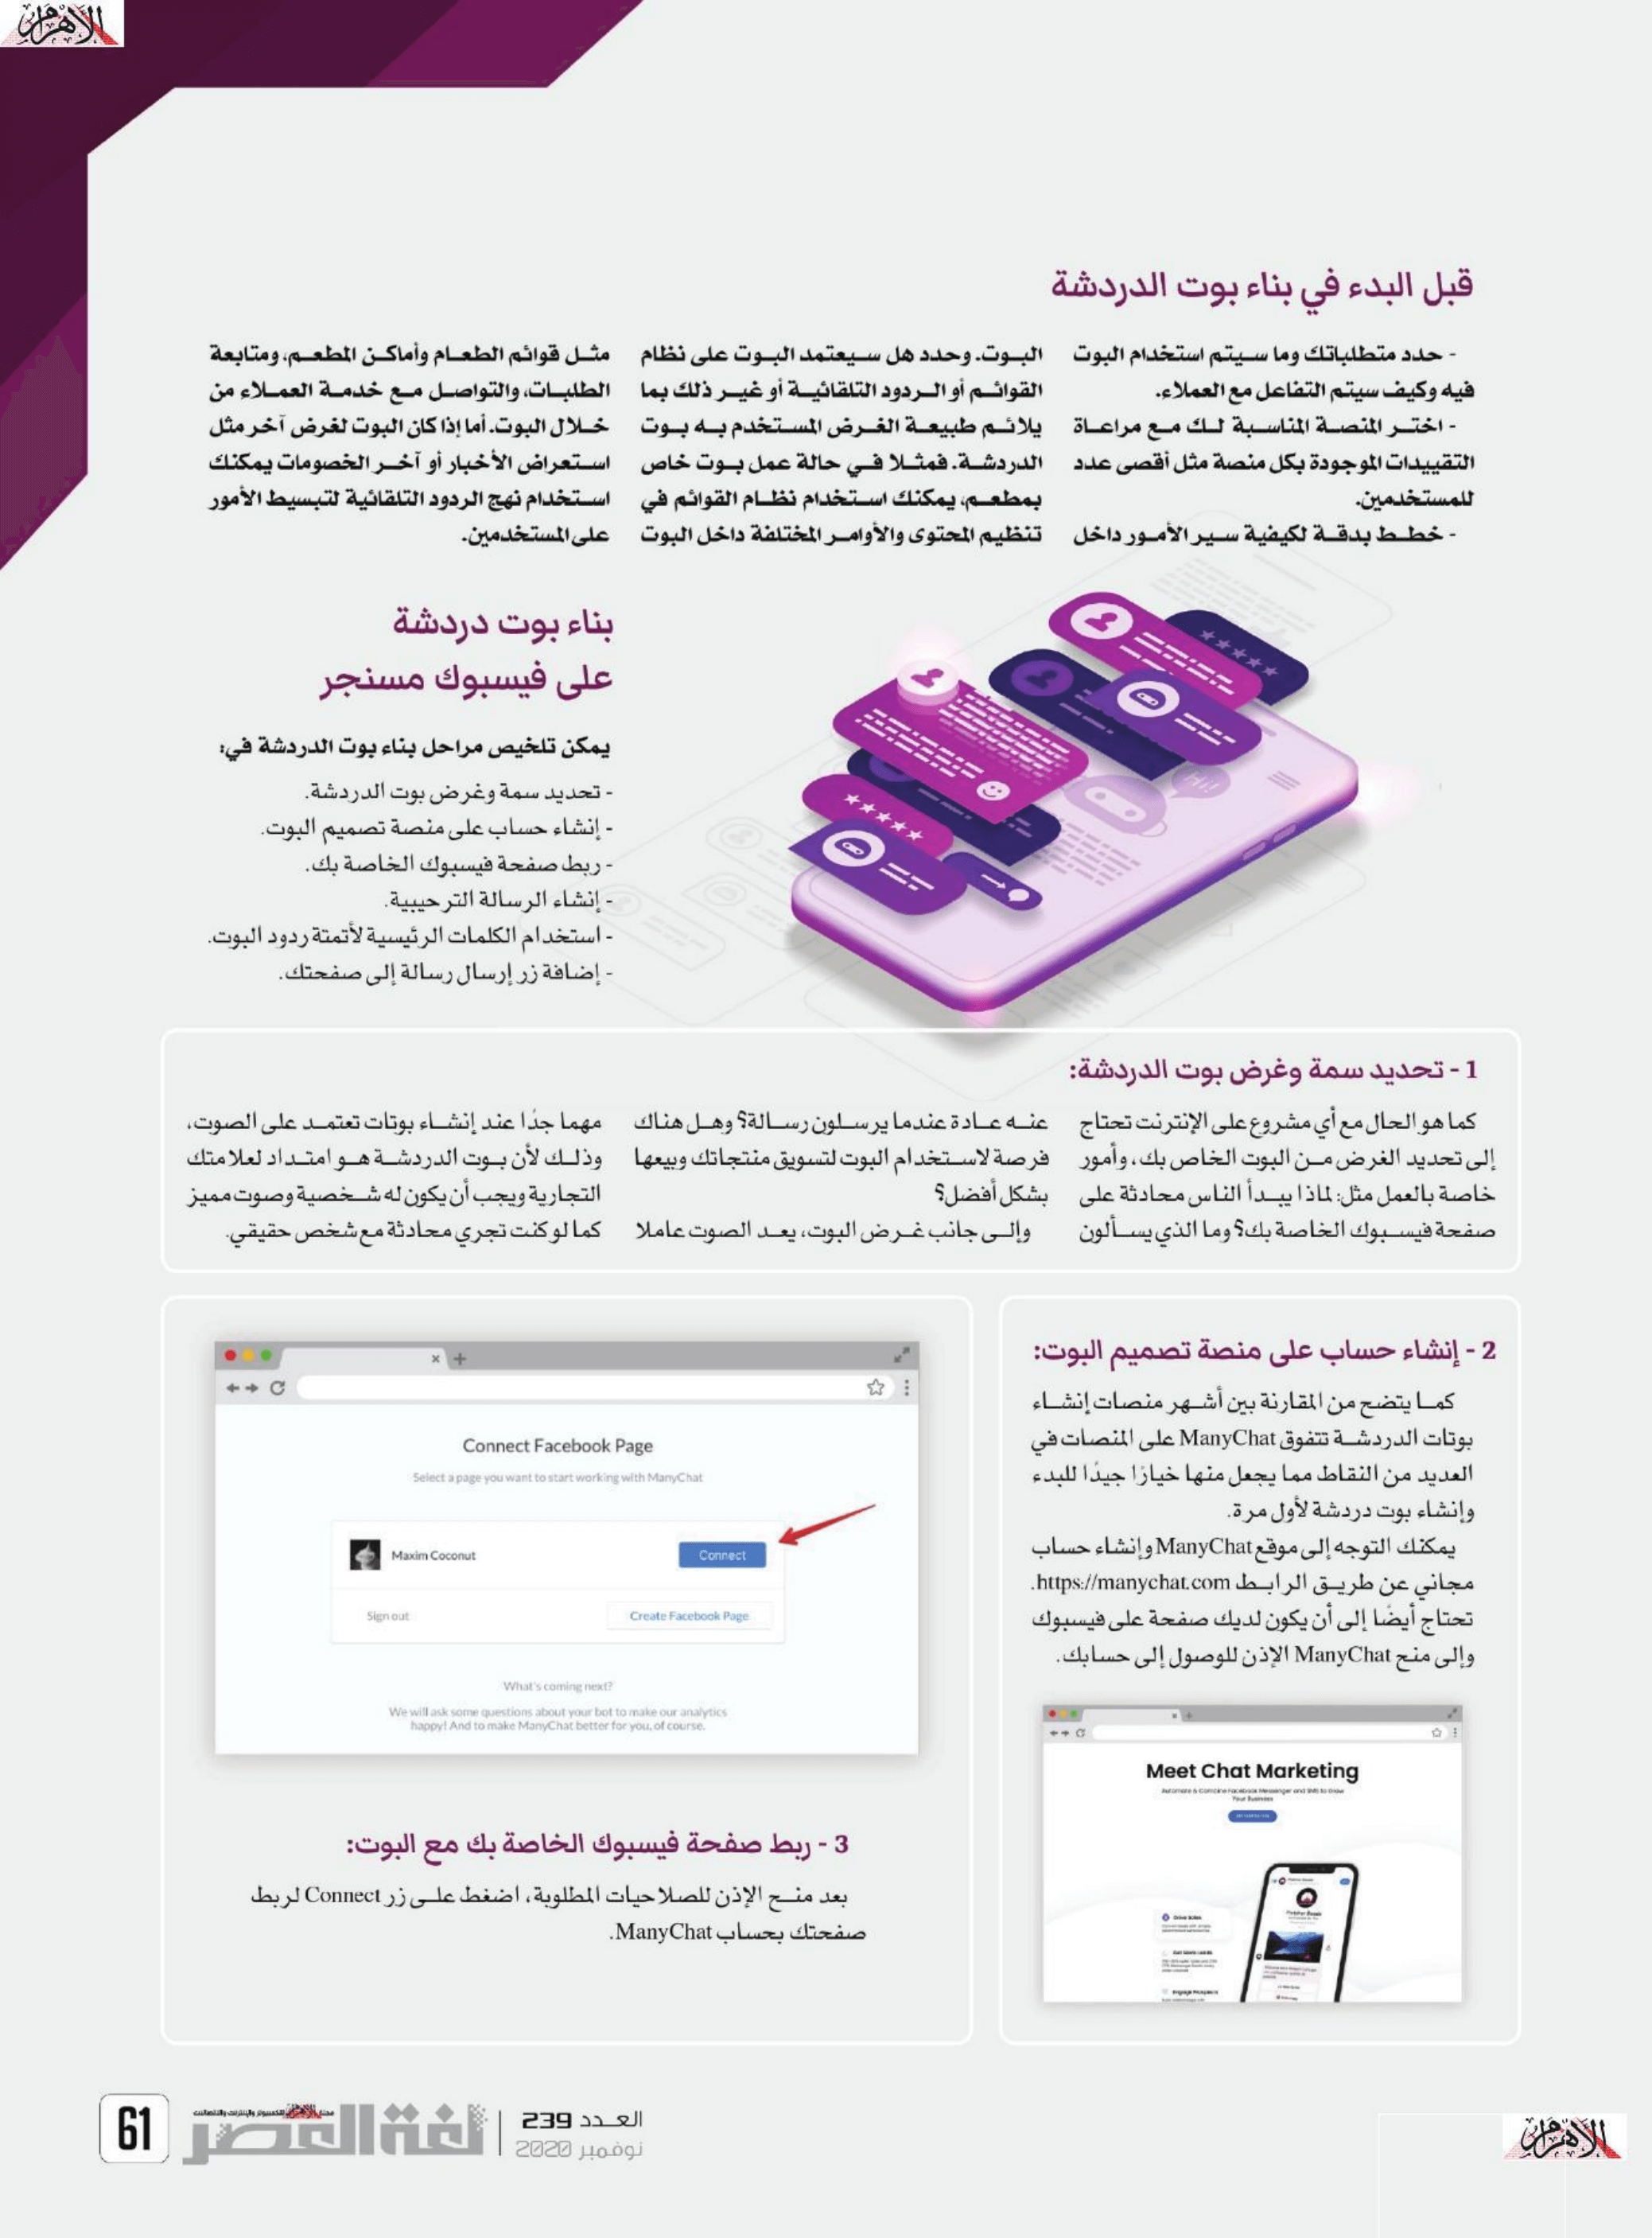 الأهرام
قبل البدء في بناء بوت الدردشة
- حدد متطلباتك وما سيتم استخدام البوت
فيه وكيف سيتم التفاعل مع العملاء.
- اختر المنصة المناسبة لك مع مراعاة
التقييدات الموجودة بكل منصة مثل أقصى عدد
للمستخدمين.
- خطط بدقة لكيفية سير الأمور داخل
البوت. وحدد هل سيعتمد البوت على نظام
القوائم أو الردود التلقائية أو غير ذلك بما
يلائم طبيعة الغرض المستخدم به بوت
الدردشة. فمثلا في حالة عمل بوت خاص
بمطعم، يمكنك استخدام نظام القوائم في
تنظيم المحتوى والأوامر المختلفة داخل البوت
مثل قوائم الطعام وأماكن المطعم، ومتابعة
الطلبات، والتواصل مع خدمة العملاء من
خلال البوت. أما إذا كان البوت لغرض آخر مثل
استعراض الأخبار أو آخر الخصومات يمكنك
استخدام نهج الردود التلقائية لتبسيط الأمور
على المستخدمين.
HI!
بناء بوت دردشة
على فيسبوك مسنجر
يمكن تلخيص مراحل بناء بوت الدردشة في:
- تحديد سمة وغرض بوت الدردشة.
- إنشاء حساب على منصة تصميم البوت.
- ربط صفحة فيسبوك الخاصة بك.
- إنشاء الرسالة الترحيبية.
- استخدام الكلمات الرئيسية لأتمتة ردود البوت.
- إضافة زر إرسال رسالة إلى صفحتك.
1 - تحديد سمة وغرض بوت الدردشة:
كما هو الحال مع أي مشروع على الإنترنت تحتاج
إلى تحديد الغرض من البوت الخاص بك، وأمور
خاصة بالعمل مثل: لماذا يبدأ الناس محادثة على
صفحة فيسبوك الخاصة بك؟ وما الذي يسألون
عنه عادة عندما يرسلون رسالة؟ وهل هناك
فرصة لاستخدام البوت لتسويق منتجاتك وبيعها
بشكل أفضل؟
وإلى جانب غرض البوت، يعد الصوت عاملا
مهما جدًا عند إنشاء بوتات تعتمد على الصوت،
وذلك لأن بوت الدردشة هو امتداد لعلامتك
التجارية ويجب أن يكون له شخصية وصوت مميز
كما لو كنت تجري محادثة مع شخص حقيقي.
2 - إنشاء حساب على منصة تصميم البوت:
كما يتضح من المقارنة بين أشهر منصات إنشاء
بوتات الدردشة تتفوق ManyChat على المنصات في
العديد من النقاط مما يجعل منها خيارًا جيدًا للبدء
وإنشاء بوت دردشة لأول مرة.
يمكنك التوجه إلى موقع ManyChat وإنشاء حساب
مجاني عن طريق الرابط https://manychat.com.
تحتاج أيضًا إلى أن يكون لديك صفحة على فيسبوك
وإلى منح ManyChat الإذن للوصول إلى حسابك.
Meet Chat Marketing
Automate & Combine Facebook Messenger and SMS to Grow
Your Business
Connect Facebook Page
Select a page you want to start working with ManyChat
Maxim Coconut
Connect
Sign out
Create Facebook Page
What's coming next?
We will ask some questions about your bot to make our analytics
happy! And to make ManyChat better for you, of course.
3 - ربط صفحة فيسبوك الخاصة بك مع البوت:
بعد منح الإذن للصلاحيات المطلوبة، اضغط على زر Connect لربط
صفحتك بحساب ManyChat.
العدد 239
نوفمبر 2020
لغة العصر
61
الأهرام